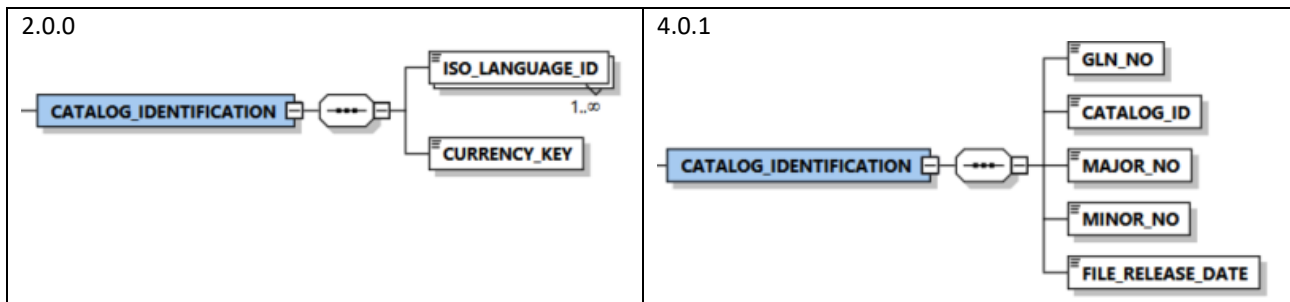 2.0.0
CATALOG_IDENTIFICATION
ISO_LANGUAGE_ID
1..∞
CURRENCY_KEY
4.0.1
CATALOG_IDENTIFICATION
GLN_NO
CATALOG_ID
MAJOR_NO
MINOR_NO
FILE_RELEASE_DATE